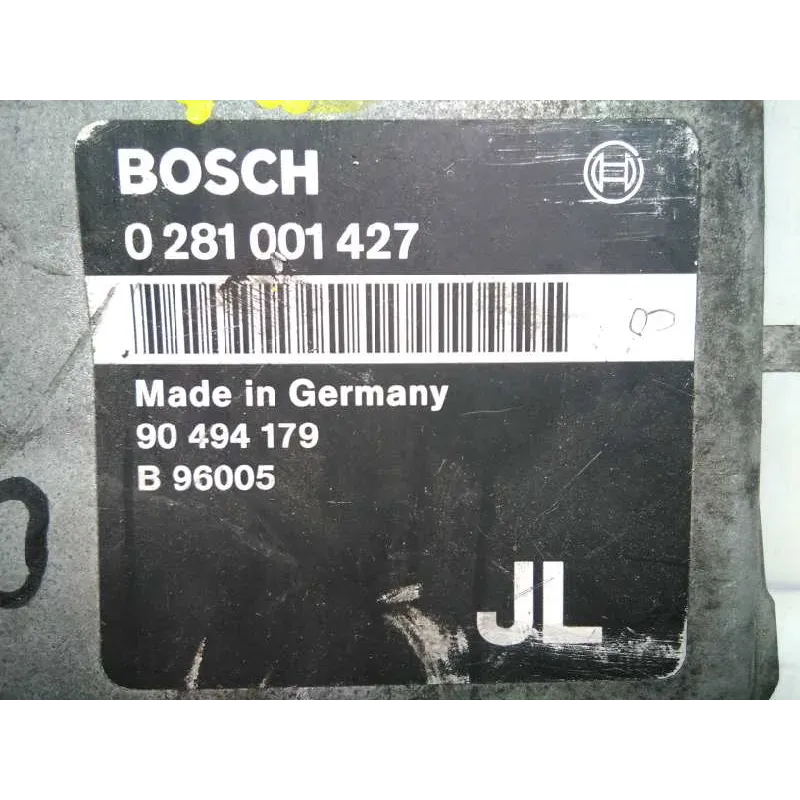 BOSCH
0 281 001 427
Made in Germany
90 494 179
B 96005
JL